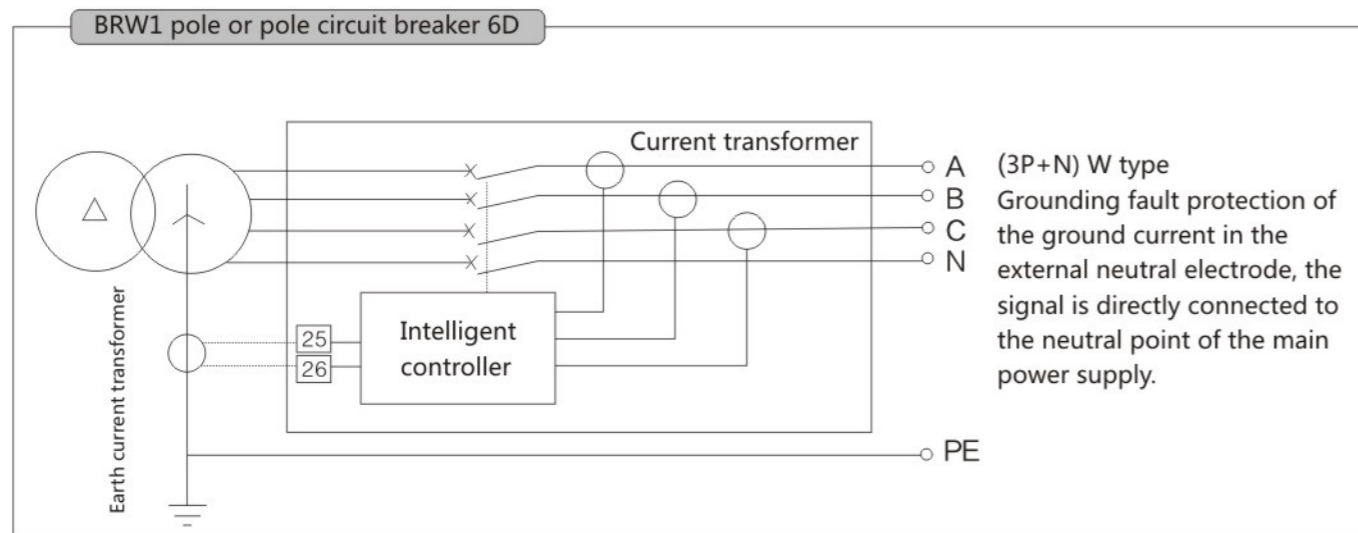 BRW1 pole or pole circuit breaker 6D
Current transformer
A
B
C
N
(3P+N) W type
Grounding fault protection of
the ground current in the
external neutral electrode, the
signal is directly connected to
the neutral point of the main
power supply.
Earth current transformer
25
26
Intelligent
controller
PE